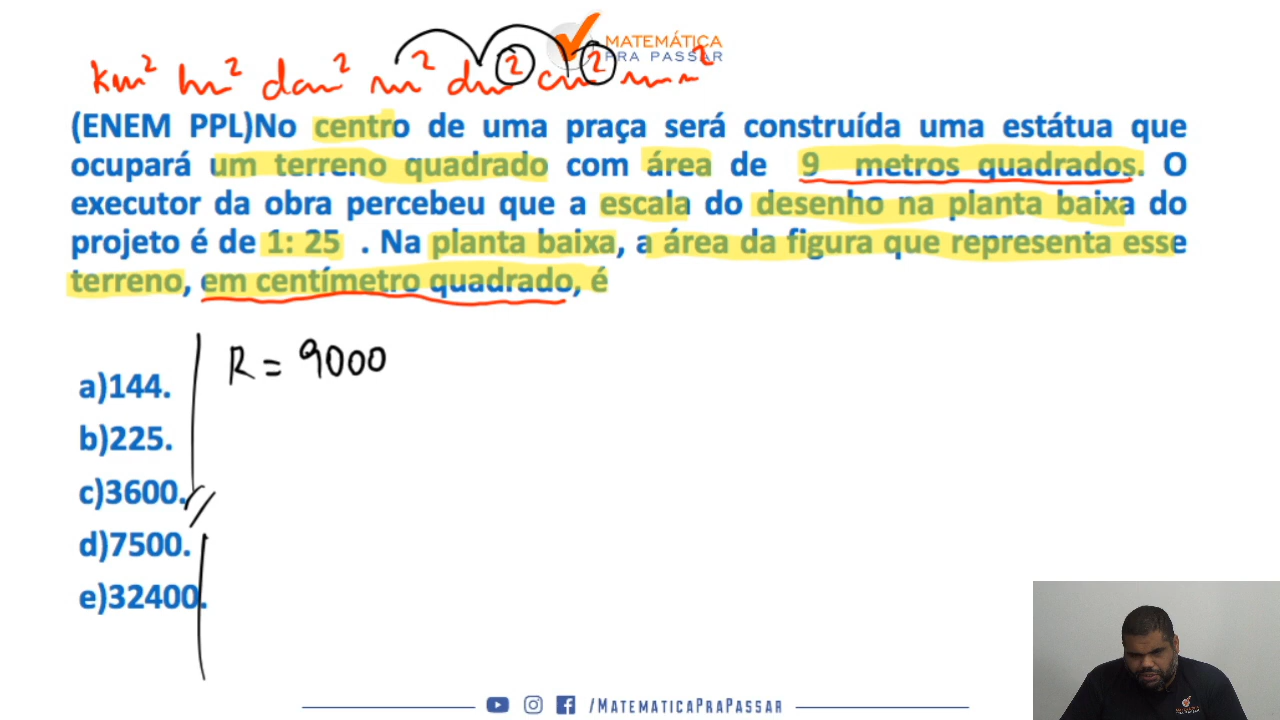 MATEMÁTICA
PRA PASSAR
km² hm² dam² m² dm² cm² mm²
(ENEM PPL)No centro de uma praça será construída uma estátua que
ocupará um terreno quadrado com área de 9 metros quadrados. O
executor da obra percebeu que a escala do desenho na planta baixa do
projeto é de 1: 25 . Na planta baixa, a área da figura que representa esse
terreno, em centímetro quadrado, é
R = 9000
a)144.
b)225.
c)3600.
d)7500.
e)32400.
/MATEMATICAPRAPASSAR